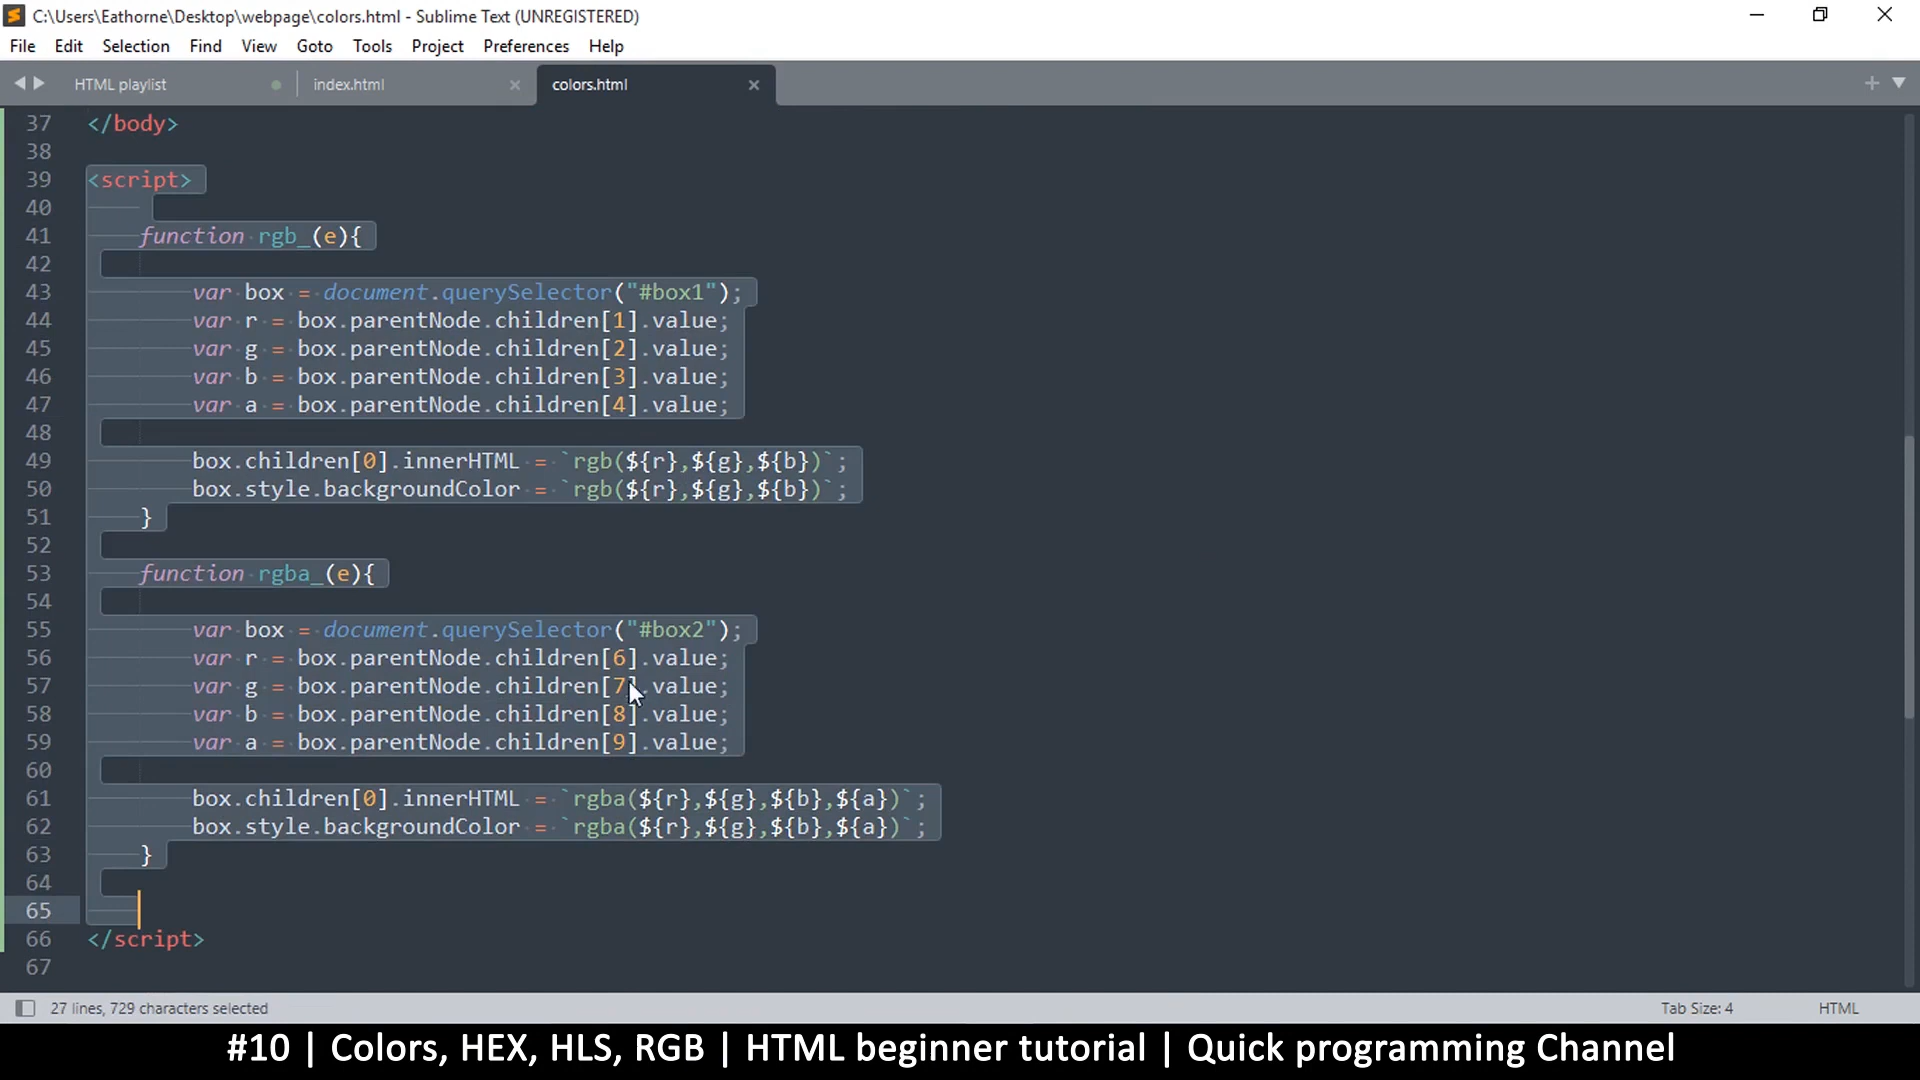 C:\Users\Eathorne\Desktop\webpage\colors.html - Sublime Text (UNREGISTERED)
File Edit Selection Find View Goto Tools Project Preferences Help
HTML playlist index.html colors.html
37 </body>
38
39 <script>
40
41 function rgb_(e){
42
43 var box = document.querySelector("#box1");
44 var r = box.parentNode.children[1].value;
45 var g = box.parentNode.children[2].value;
46 var b = box.parentNode.children[3].value;
47 var a = box.parentNode.children[4].value;
48
49 box.children[0].innerHTML = `rgb(${r},${g},${b})`;
50 box.style.backgroundColor = `rgb(${r},${g},${b})`;
51 }
52
53 function rgba_(e){
54
55 var box = document.querySelector("#box2");
56 var r = box.parentNode.children[6].value;
57 var g = box.parentNode.children[7].value;
58 var b = box.parentNode.children[8].value;
59 var a = box.parentNode.children[9].value;
60
61 box.children[0].innerHTML = `rgba(${r},${g},${b},${a})`;
62 box.style.backgroundColor = `rgba(${r},${g},${b},${a})`;
63 }
64
65
66 </script>
67
27 lines, 729 characters selected Tab Size: 4 HTML
#10 | Colors, HEX, HLS, RGB | HTML beginner tutorial | Quick programming Channel